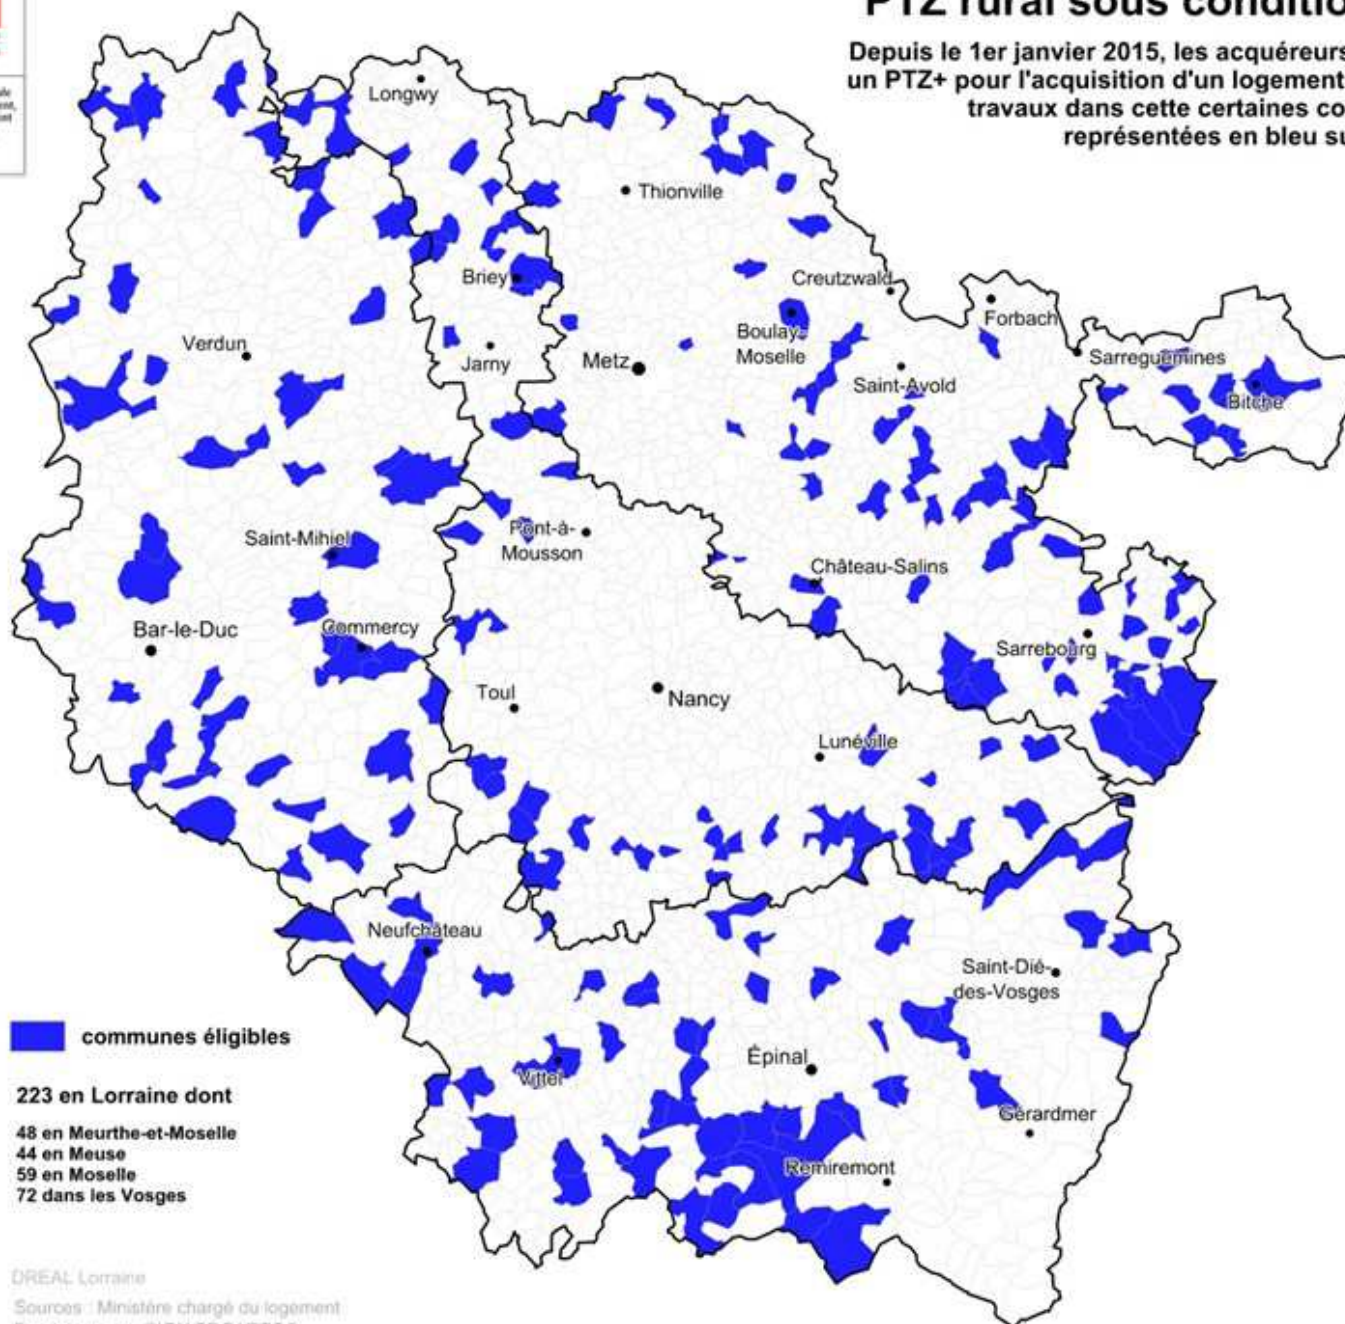 PTZ rural sous conditio
Depuis le 1er janvier 2015, les acquéreurs
un PTZ+ pour l'acquisition d'un logement
travaux dans cette certaines co
représentées en bleu su
Longwy
Thionville
Briey
Creutzwald
Forbach
Verdun
Jarny
Metz
Boulay-
Moselle
Saint-Avold
Sarreguemines
Bitche
Saint-Mihiel
Pont-à-
Mousson
Château-Salins
Bar-le-Duc
Commercy
Sarrebourg
Toul
Nancy
Lunéville
Neufchâteau
Saint-Dié-
des-Vosges
Vittel
Épinal
Gérardmer
Remiremont
communes éligibles
223 en Lorraine dont
48 en Meurthe-et-Moselle
44 en Meuse
59 en Moselle
72 dans les Vosges
DREAL Lorraine
Sources : Ministère chargé du logement